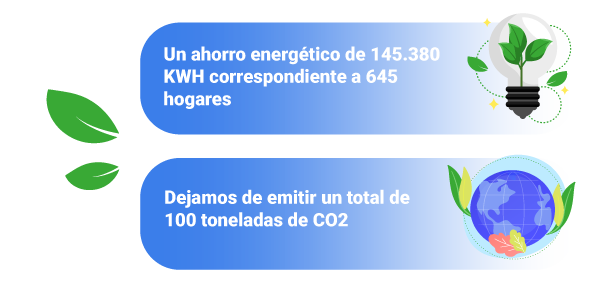 Un ahorro energético de 145.380
KWH correspondiente a 645
hogares
Dejamos de emitir un total de
100 toneladas de CO2